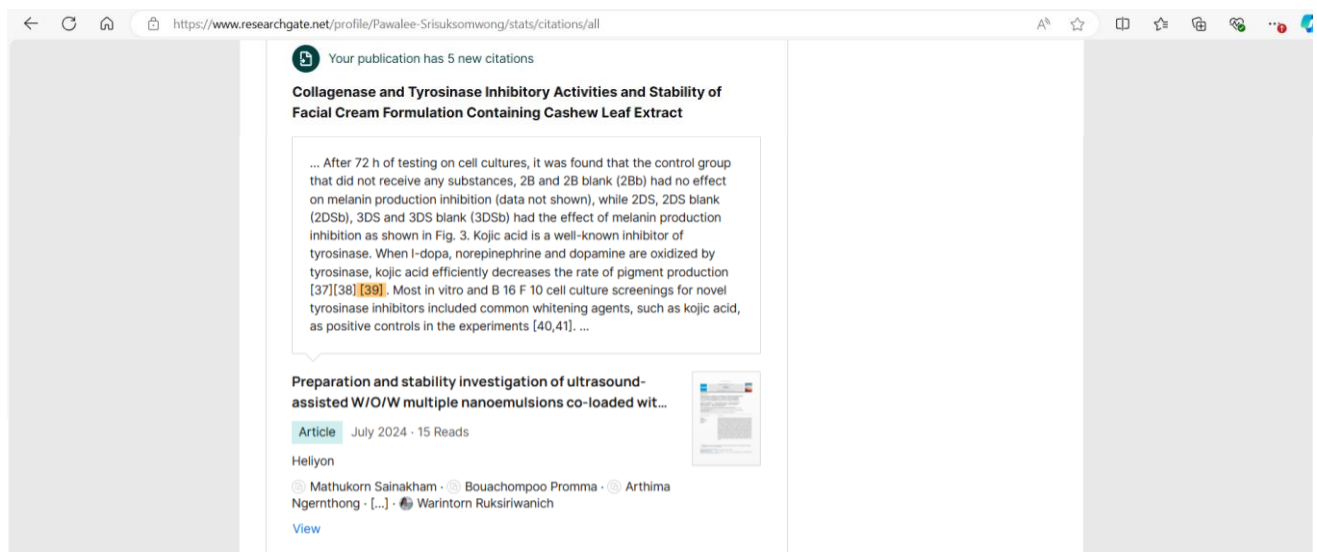 https://www.researchgate.net/profile/Pawalee-Srisuksomwong/stats/citations/all
Your publication has 5 new citations
Collagenase and Tyrosinase Inhibitory Activities and Stability of
Facial Cream Formulation Containing Cashew Leaf Extract
... After 72 h of testing on cell cultures, it was found that the control group
that did not receive any substances, 2B and 2B blank (2Bb) had no effect
on melanin production inhibition (data not shown), while 2DS, 2DS blank
(2DSb), 3DS and 3DS blank (3DSb) had the effect of melanin production
inhibition as shown in Fig. 3. Kojic acid is a well-known inhibitor of
tyrosinase. When l-dopa, norepinephrine and dopamine are oxidized by
tyrosinase, kojic acid efficiently decreases the rate of pigment production
[37][38] [39] . Most in vitro and B 16 F 10 cell culture screenings for novel
tyrosinase inhibitors included common whitening agents, such as kojic acid,
as positive controls in the experiments [40,41]. ...
Preparation and stability investigation of ultrasound-
assisted W/O/W multiple nanoemulsions co-loaded wit...
Article July 2024 · 15 Reads
Heliyon
Mathukorn Sainakham · Bouachompoo Promma · Arthima
Ngernthong · [...] · Warintorn Ruksiriwanich
View